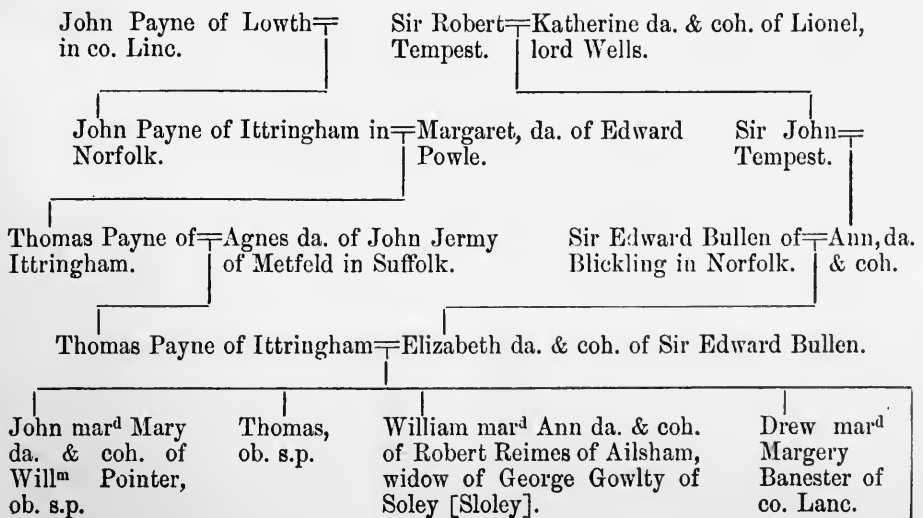 John Payne of Lowth
in co. Linc.
Sir Robert
Tempest.
Katherine da. & coh. of Lionel,
lord Wells.
John Payne of Ittringham in
Norfolk.
Margaret, da. of Edward
Powle.
Sir John
Tempest.
Thomas Payne of
Ittringham.
Agnes da. of John Jermy
of Metfeld in Suffolk.
Sir Edward Bullen of
Blickling in Norfolk.
Ann, da.
& coh.
Thomas Payne of Ittringham
Elizabeth da. & coh. of Sir Edward Bullen.
John marᵈ Mary
da. & coh. of
Willᵐ Pointer,
ob. s.p.
Thomas,
ob. s.p.
William marᵈ Ann da. & coh.
of Robert Reimes of Ailsham,
widow of George Gowlty of
Soley [Sloley].
Drew marᵈ
Margery
Banester of
co. Lanc.